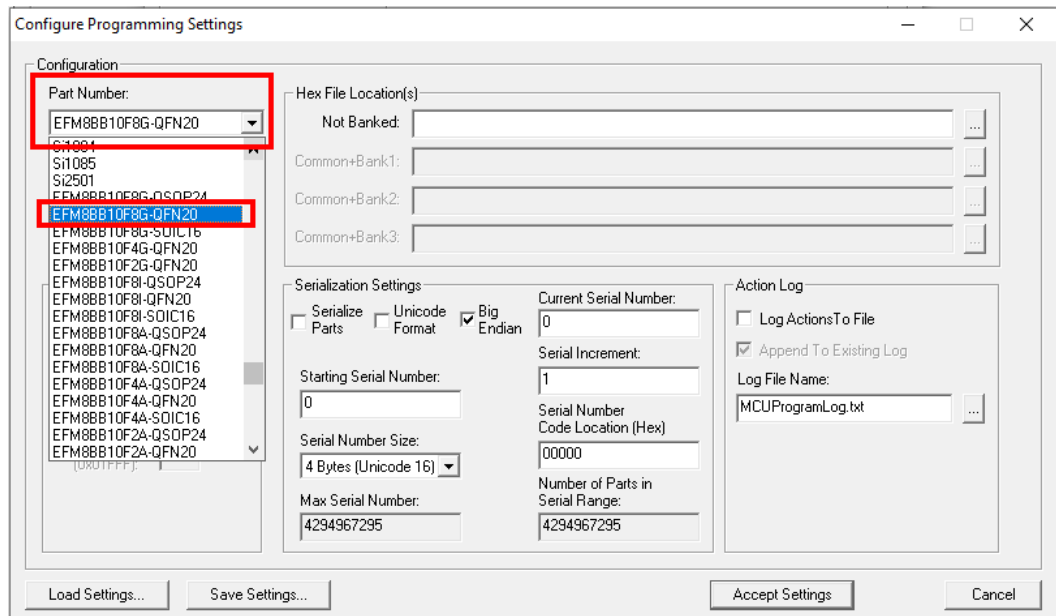 Configure Programming Settings
Configuration
Part Number:
EFM8BB10F8G-QFN20
Si1084
Si1085
Si2501
EFM8BB10F8G-QSOP24
EFM8BB10F8G-QFN20
EFM8BB10F8G-SOIC16
EFM8BB10F4G-QFN20
EFM8BB10F2G-QFN20
EFM8BB10F8I-QSOP24
EFM8BB10F8I-QFN20
EFM8BB10F8I-SOIC16
EFM8BB10F8A-QSOP24
EFM8BB10F8A-QFN20
EFM8BB10F8A-SOIC16
EFM8BB10F4A-QSOP24
EFM8BB10F4A-QFN20
EFM8BB10F4A-SOIC16
EFM8BB10F2A-QSOP24
EFM8BB10F2A-QFN20
(0x01FFF):
Hex File Location(s)
Not Banked:
...
Common+Bank1:
...
Common+Bank2:
...
Common+Bank3:
...
Serialization Settings
Serialize Parts
Unicode Format
Big Endian
Starting Serial Number:
0
Serial Number Size:
4 Bytes (Unicode 16)
Max Serial Number:
4294967295
Current Serial Number:
0
Serial Increment:
1
Serial Number
Code Location (Hex)
00000
Number of Parts in
Serial Range:
4294967295
Action Log
Log ActionsTo File
Append To Existing Log
Log File Name:
MCUProgramLog.txt
...
Load Settings...
Save Settings...
Accept Settings
Cancel